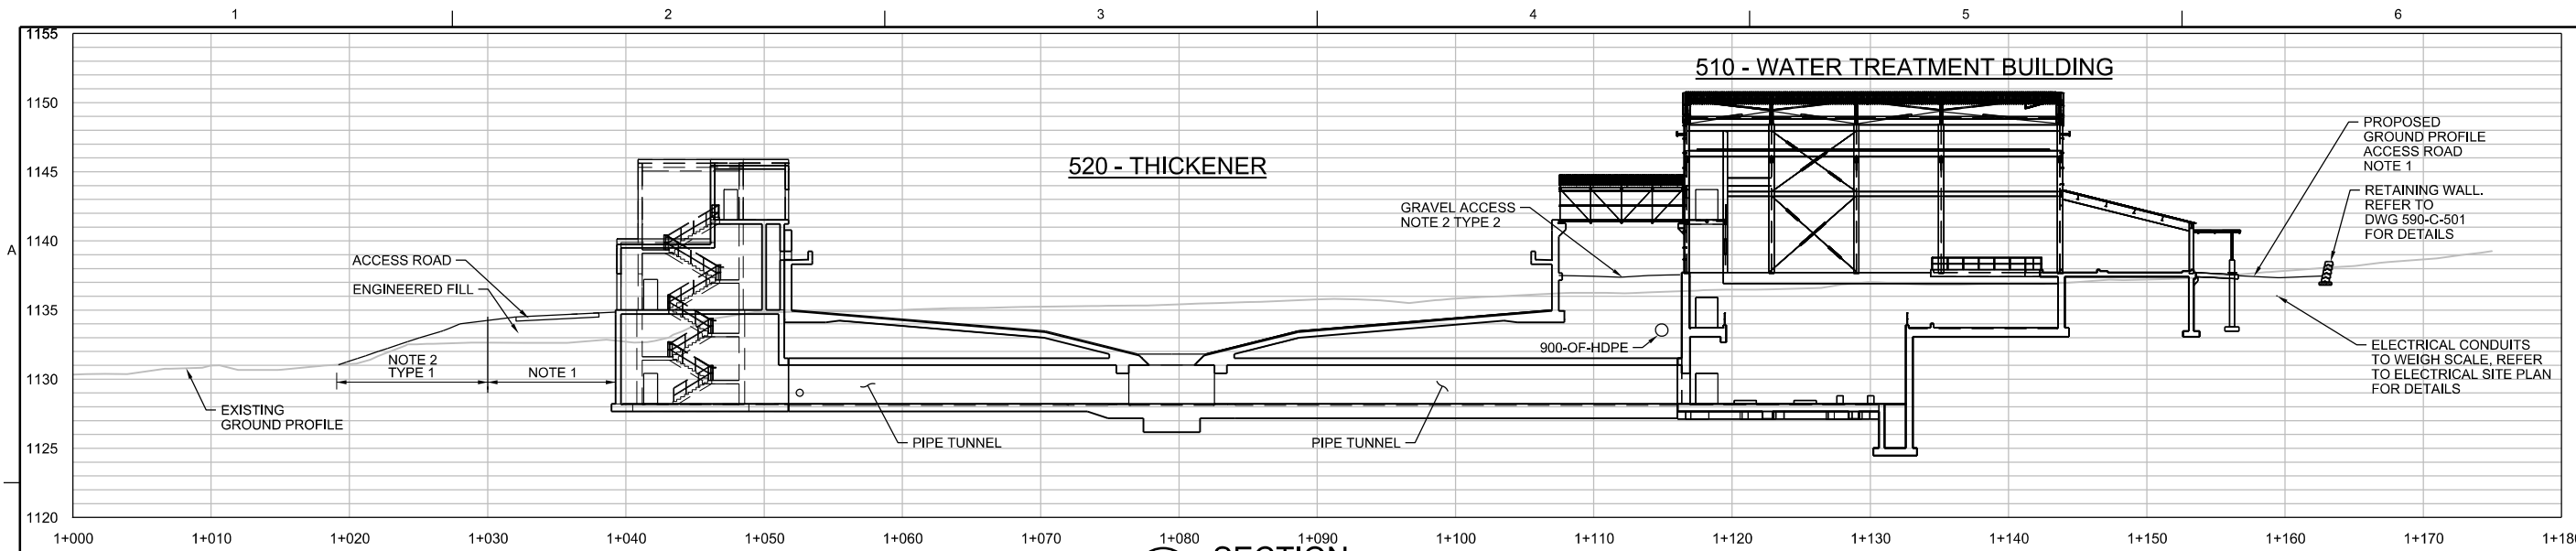 1 2 3 4 5 6
1155
510 - WATER TREATMENT BUILDING
1150
PROPOSED
GROUND PROFILE
ACCESS ROAD
NOTE 1
1145
520 - THICKENER
RETAINING WALL.
REFER TO
DWG 590-C-501
FOR DETAILS
GRAVEL ACCESS
NOTE 2 TYPE 2
1140
A
ACCESS ROAD
ENGINEERED FILL
1135
900-OF-HDPE
ELECTRICAL CONDUITS
TO WEIGH SCALE, REFER
TO ELECTRICAL SITE PLAN
FOR DETAILS
NOTE 2
TYPE 1
NOTE 1
1130
EXISTING
GROUND PROFILE
PIPE TUNNEL
PIPE TUNNEL
1125
1120
1+000 1+010 1+020 1+030 1+040 1+050 1+060 1+070 1+080 1+090 1+100 1+110 1+120 1+130 1+140 1+150 1+160 1+170 1+180
SECTION